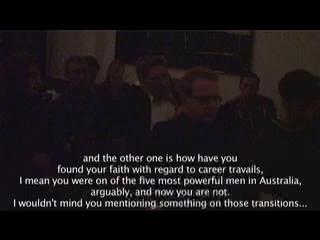 and the other one is how have you
found your faith with regard to career travails,
I mean you were on of the five most powerful men in Australia,
arguably, and now you are not.
I wouldn't mind you mentioning something on those transitions...